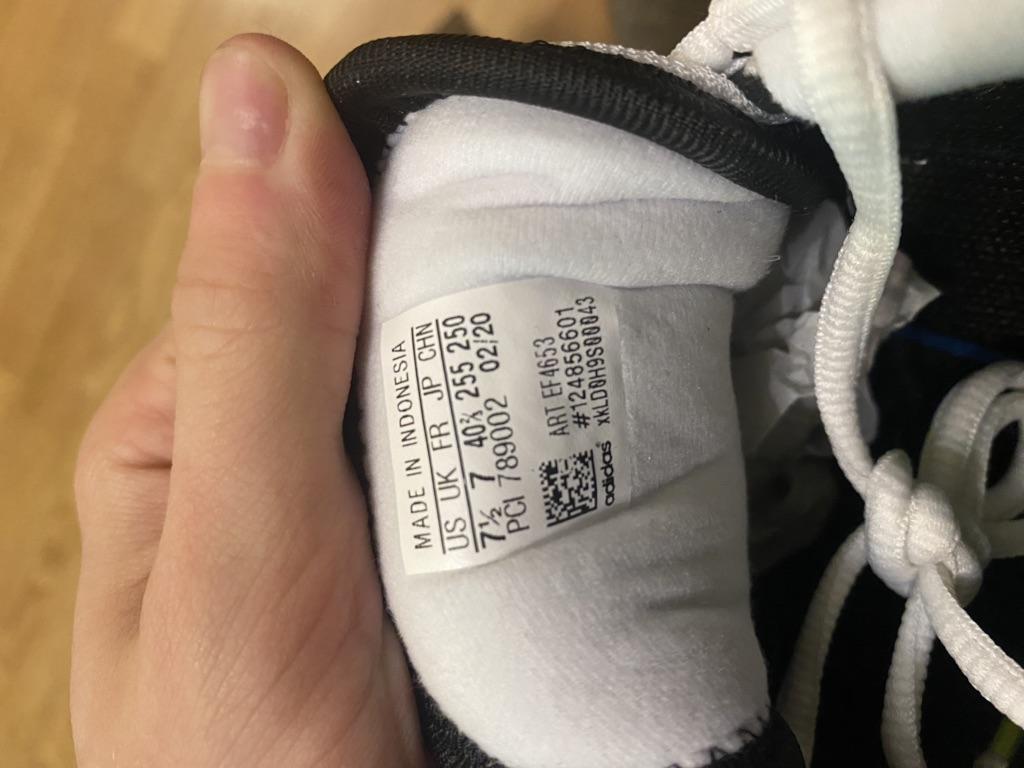 MADE IN INDONESIA
US UK FR JP CHN
7½ 7 40⅔ 255 250
PCI 789002 02/20
ART EF4653
#124856601
XKLD0H9S00043
adidas®